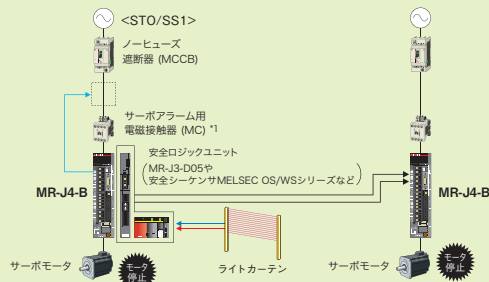 <STO/SS1>
ノーヒューズ
遮断器 (MCCB)
サーボアラーム用
電磁接触器 (MC) *1
安全ロジックユニット
(MR-J3-D05や
安全シーケンサMELSEC OS/WSシリーズなど)
MR-J4-B
MR-J4-B
サーボモータ
モータ
停止
ライトカーテン
サーボモータ
モータ
停止